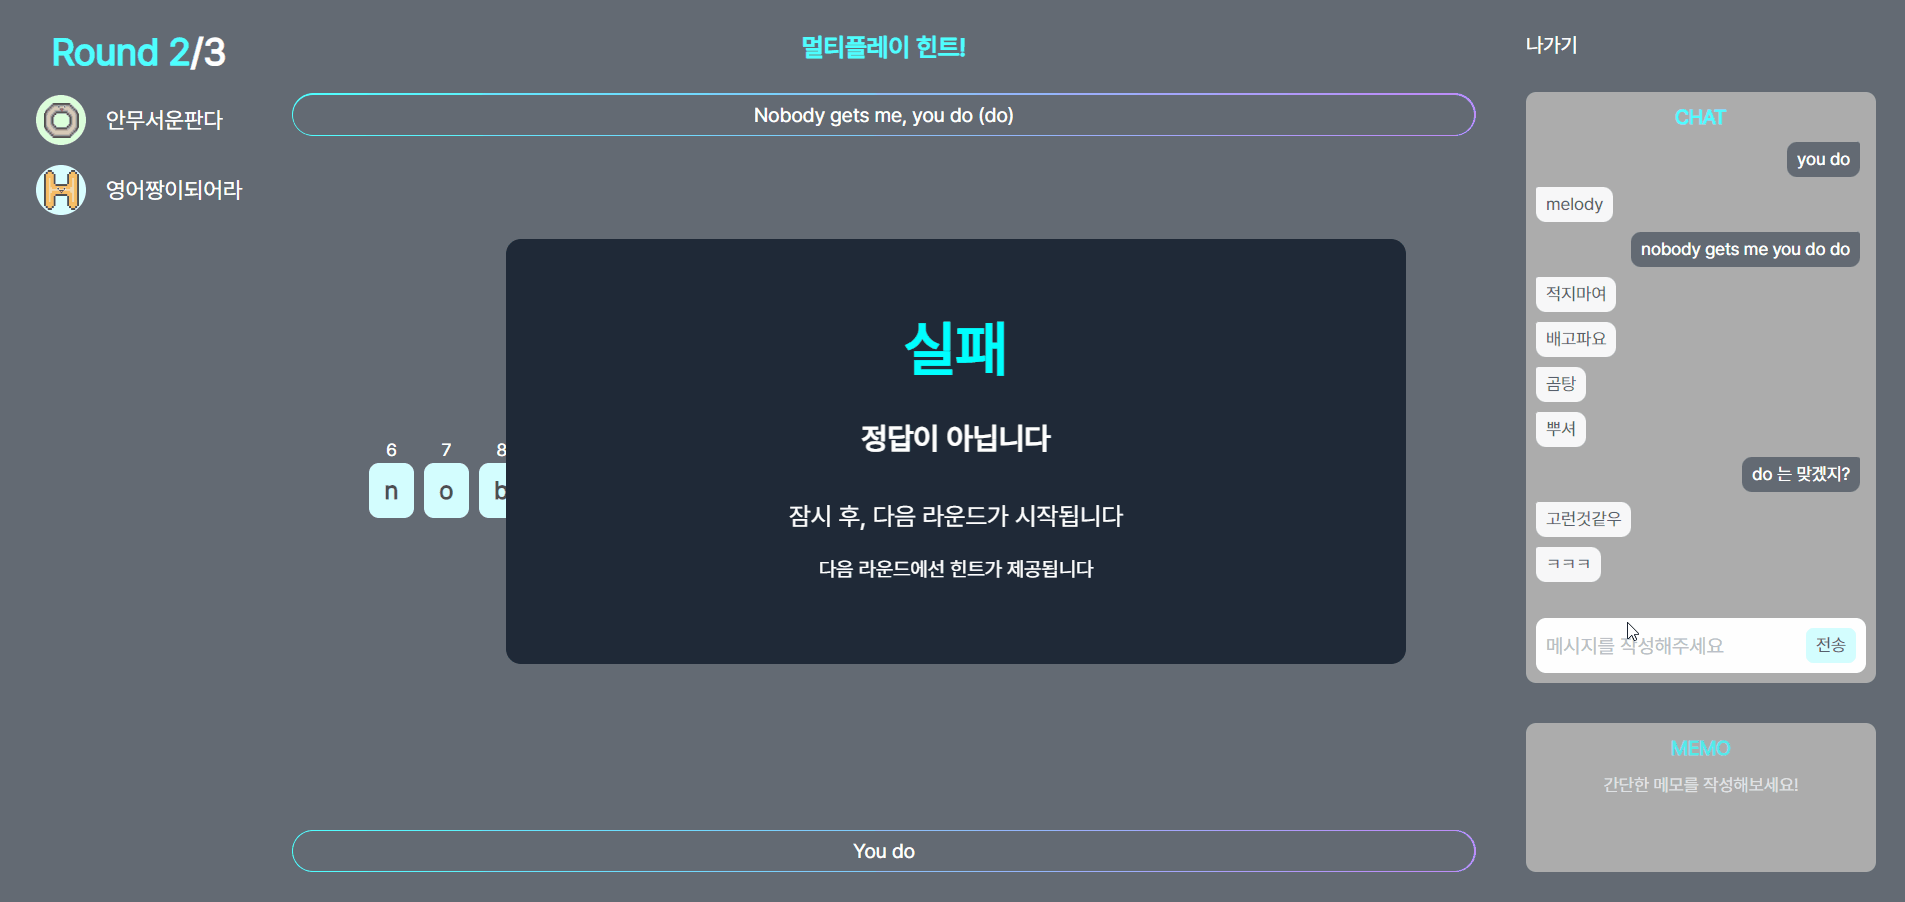 Round 2/3
안무서운판다
영어짱이되어라
멀티플레이 힌트!
Nobody gets me, you do (do)
6 7 8
n o b
실패
정답이 아닙니다
잠시 후, 다음 라운드가 시작됩니다
다음 라운드에선 힌트가 제공됩니다
You do
나가기
CHAT
you do
melody
nobody gets me you do do
적지마여
배고파요
곰탕
뿌셔
do 는 맞겠지?
고런것같우
ㅋㅋㅋ
메시지를 작성해주세요
전송
MEMO
간단한 메모를 작성해보세요!